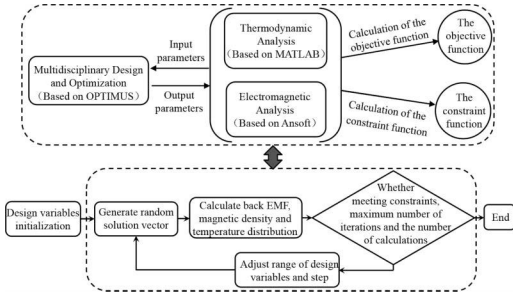 Multidisciplinary Design
and Optimization
(Based on OPTIMUS)
Input
parameters
Output
parameters
Thermodynamic
Analysis
(Based on MATLAB)
Electromagnetic
Analysis
(Based on Ansoft)
Calculation of the
objective function
Calculation of the
constraint function
The
objective
function
The
constraint
function
Design variables
initialization
Generate random
solution vector
Calculate back EMF,
magnetic density and
temperature distribution
Whether
meeting constraints,
maximum number of
iterations and the number
of calculations
End
Adjust range of design
variables and step